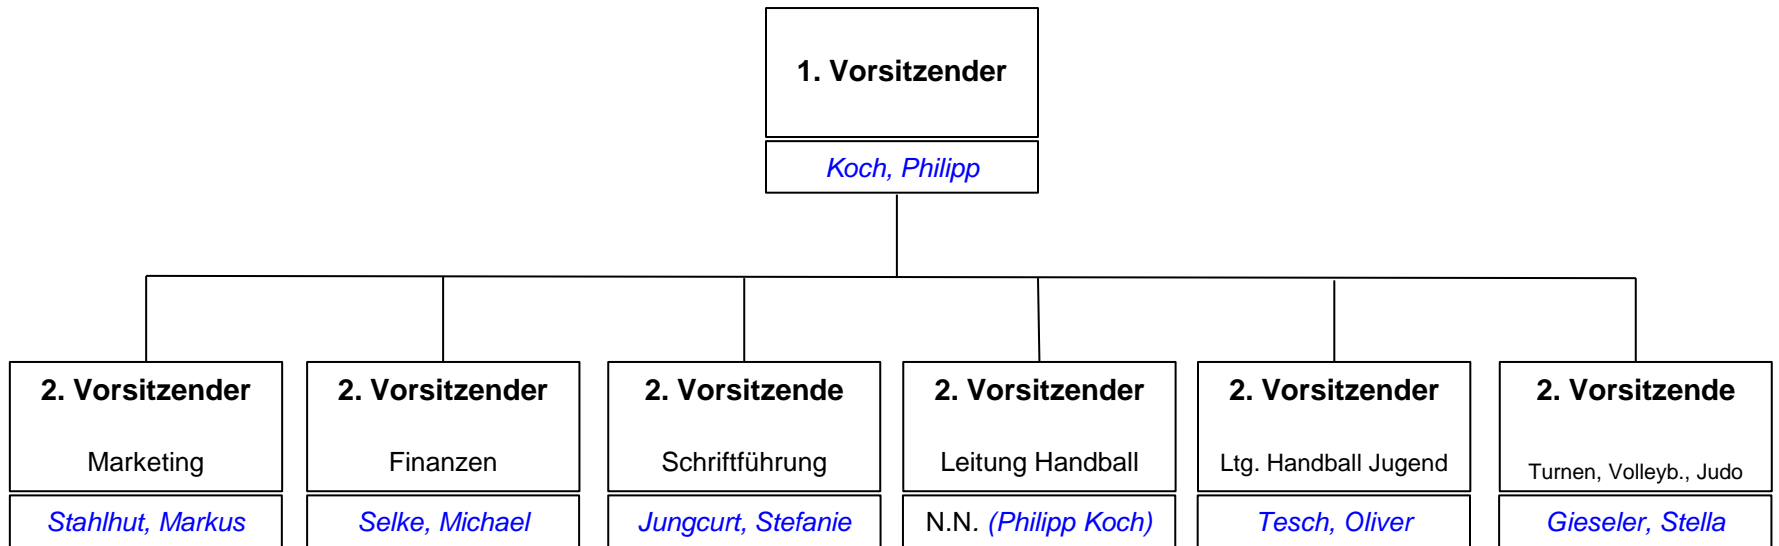 1. Vorsitzender
Koch, Philipp
2. Vorsitzender
Marketing
Stahlhut, Markus
2. Vorsitzender
Finanzen
Selke, Michael
2. Vorsitzende
Schriftführung
Jungcurt, Stefanie
2. Vorsitzender
Leitung Handball
N.N. (Philipp Koch)
2. Vorsitzender
Ltg. Handball Jugend
Tesch, Oliver
2. Vorsitzende
Turnen, Volleyb., Judo
Gieseler, Stella